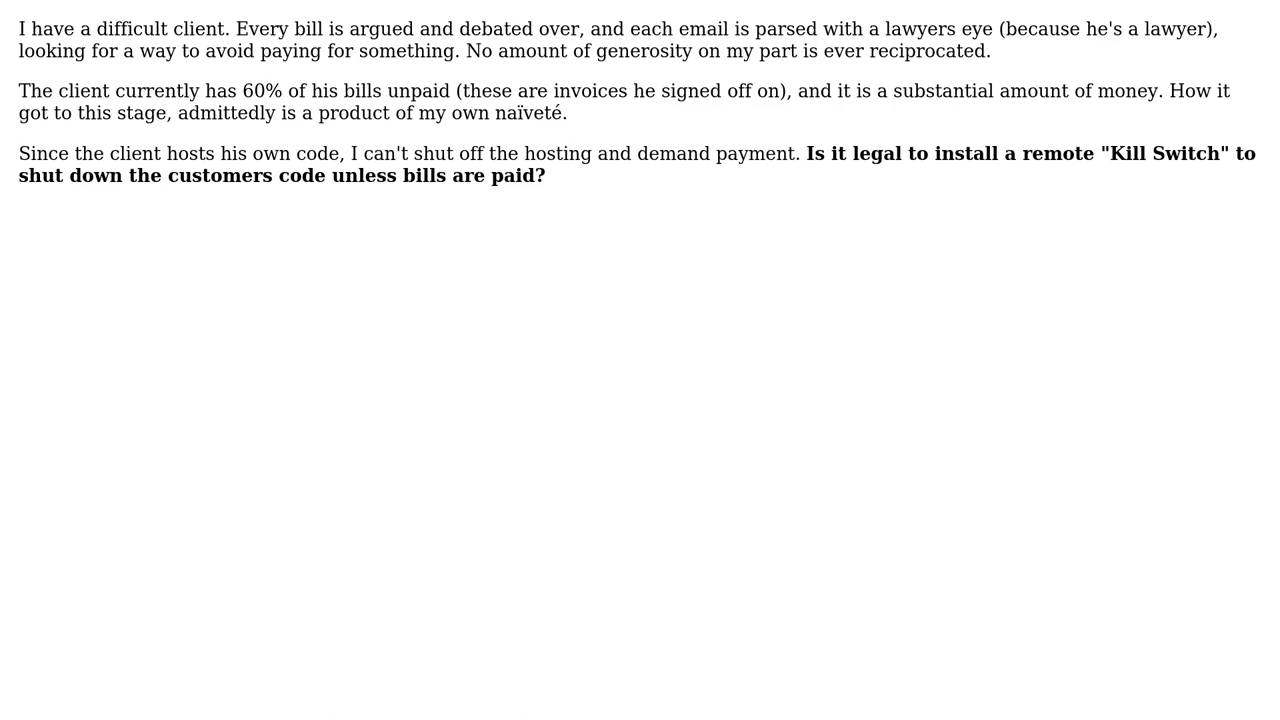 I have a difficult client. Every bill is argued and debated over, and each email is parsed with a lawyers eye (because he's a lawyer),
looking for a way to avoid paying for something. No amount of generosity on my part is ever reciprocated.
The client currently has 60% of his bills unpaid (these are invoices he signed off on), and it is a substantial amount of money. How it
got to this stage, admittedly is a product of my own naïveté.
Since the client hosts his own code, I can't shut off the hosting and demand payment. Is it legal to install a remote "Kill Switch" to
shut down the customers code unless bills are paid?